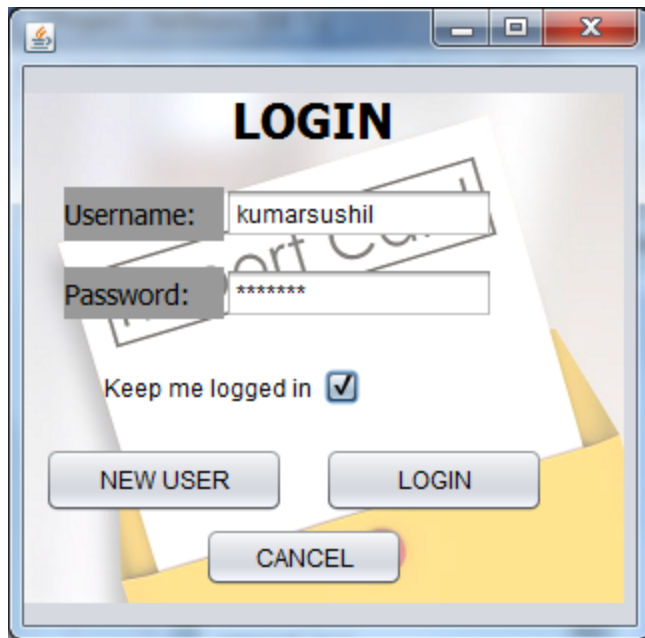 LOGIN
Username: kumarsushil
Password: *******
Keep me logged in
NEW USER LOGIN
CANCEL